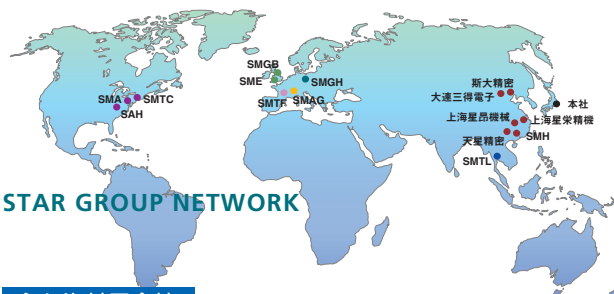 SMGB
SME
SMGH
SMTF
SMAG
SMA
SMTC
SAH
斯大精密
大連三得電子
本社
上海星昂機械
上海星栄精機
天星精密
SMH
SMTL
STAR GROUP NETWORK